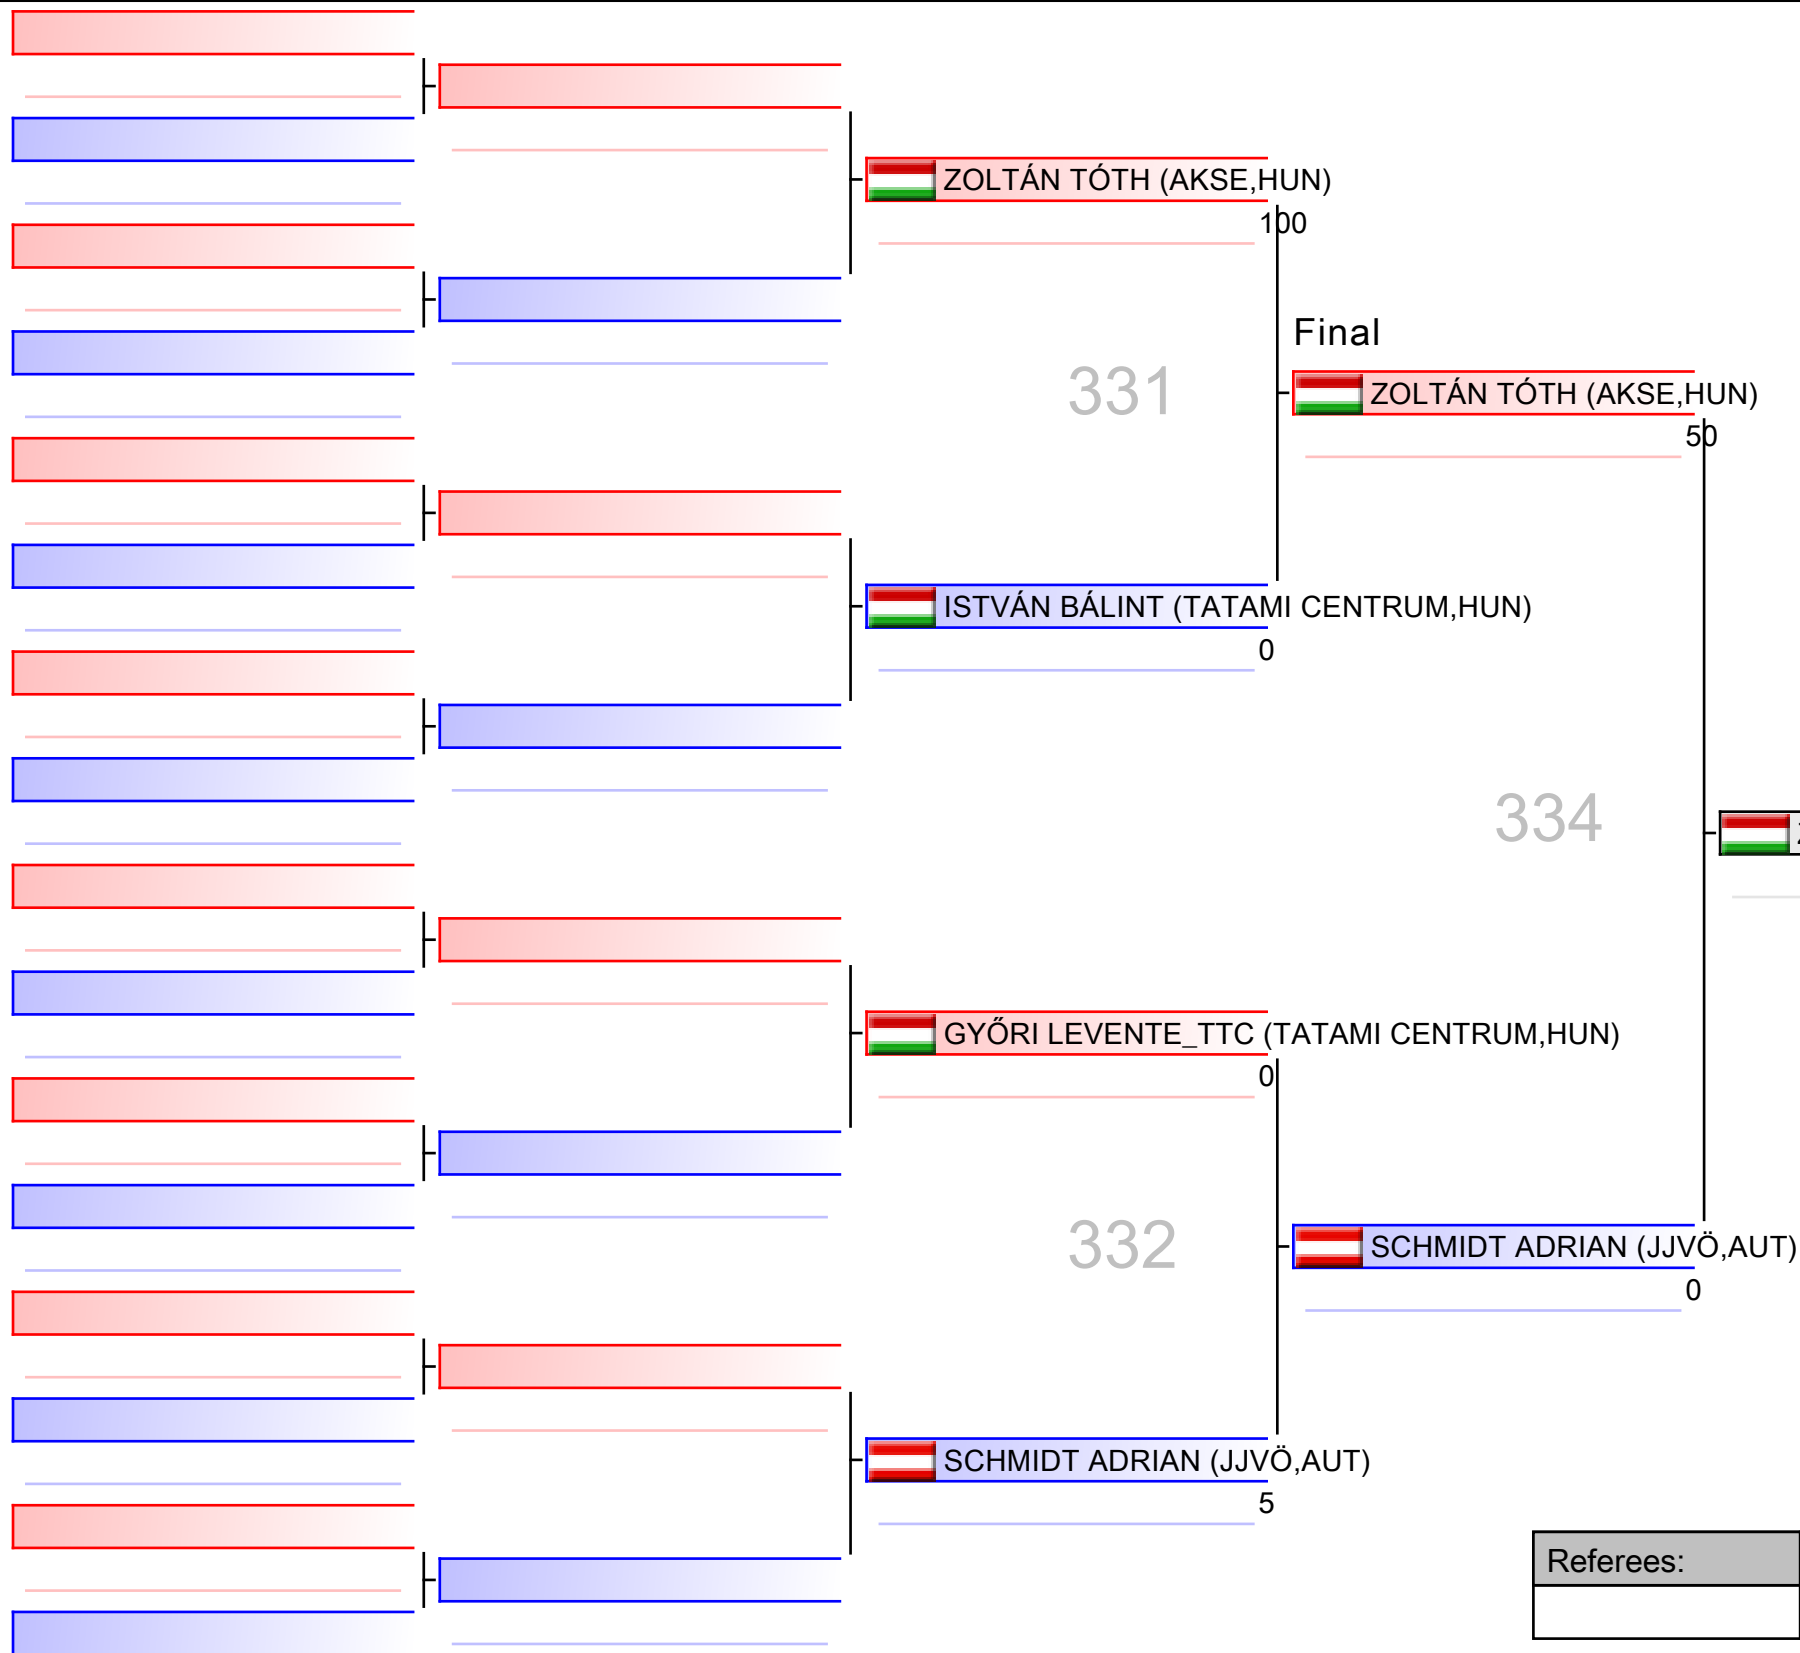 ZOLTÁN TÓTH (AKSE,HUN)
100
Final
331
ZOLTÁN TÓTH (AKSE,HUN)
50
ISTVÁN BÁLINT (TATAMI CENTRUM,HUN)
0
334
GYŐRI LEVENTE_TTC (TATAMI CENTRUM,HUN)
0
332
SCHMIDT ADRIAN (JJVÖ,AUT)
0
SCHMIDT ADRIAN (JJVÖ,AUT)
5
Referees: